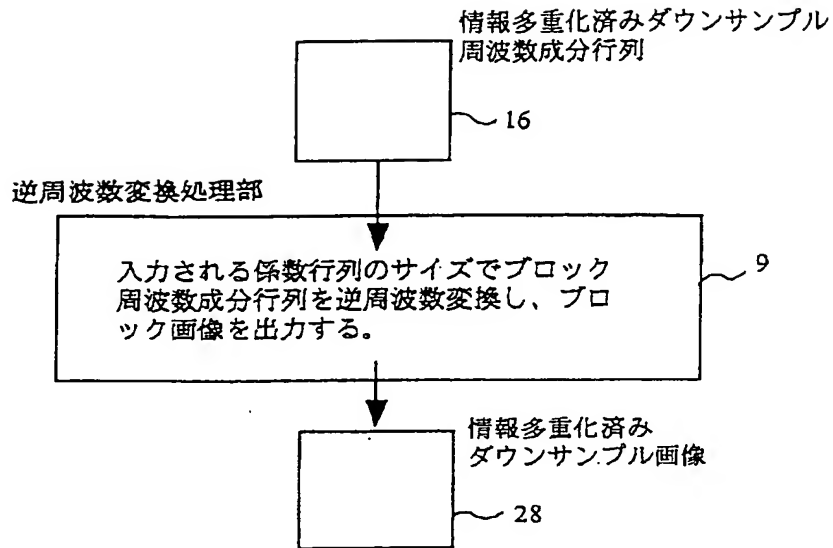 情報多重化済みダウンサンプル
周波数成分行列
16
逆周波数変換処理部
9
入力される係数行列のサイズでブロック
周波数成分行列を逆周波数変換し、ブロ
ック画像を出力する。
情報多重化済み
ダウンサンプル画像
28